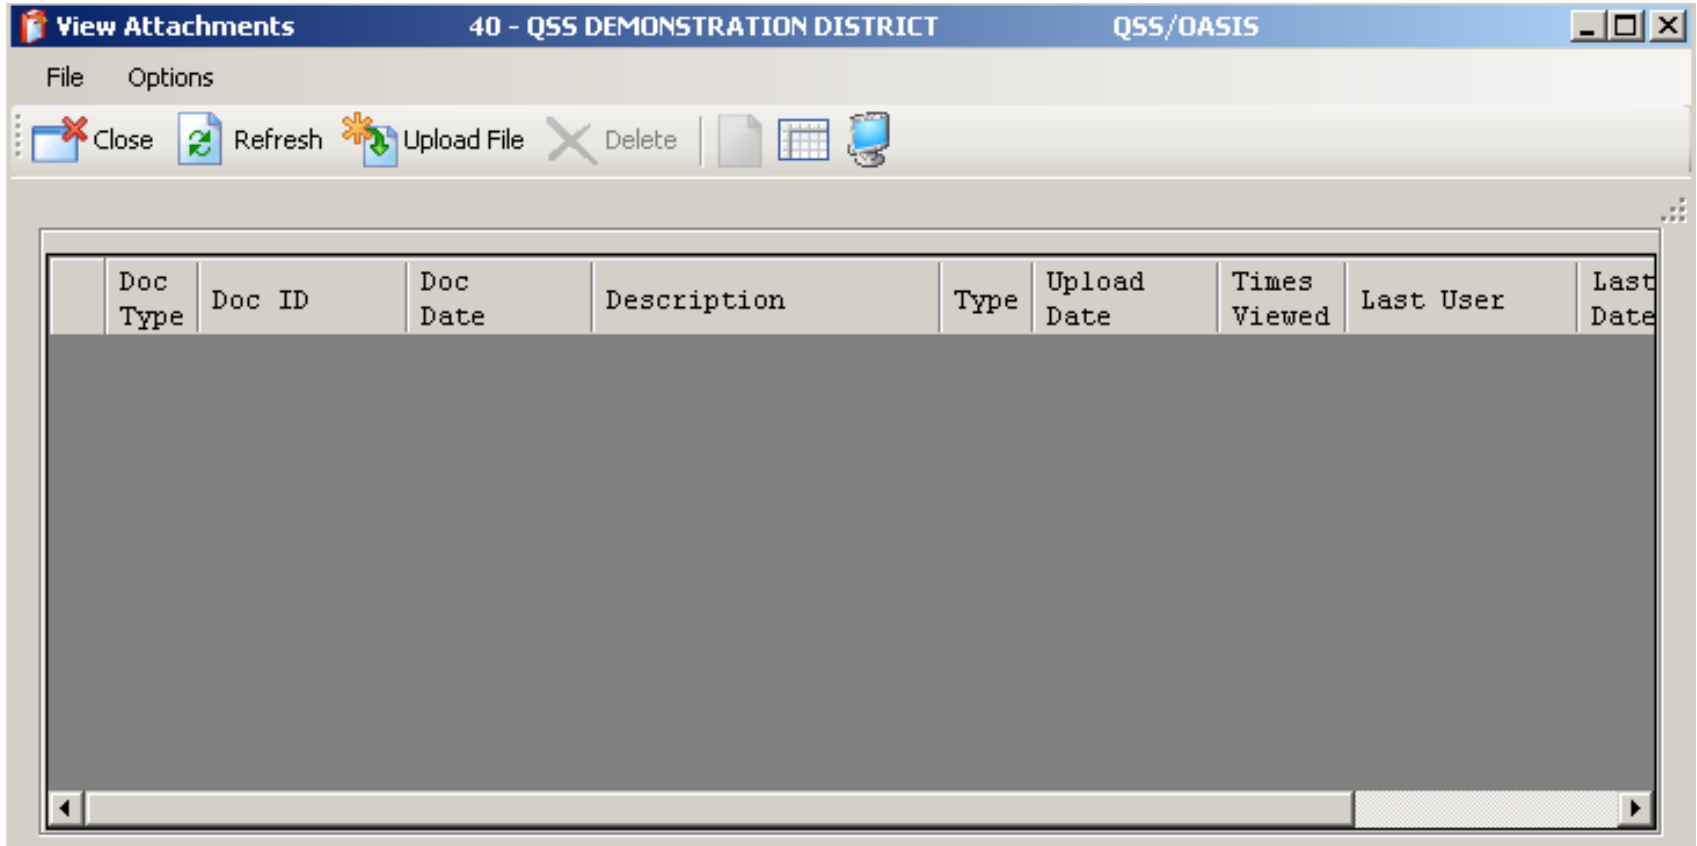 View Attachments 40 - QSS DEMONSTRATION DISTRICT QSS/OASIS
File Options
Close Refresh Upload File Delete
Doc Type Doc ID Doc Date Description Type Upload Date Times Viewed Last User Last Date